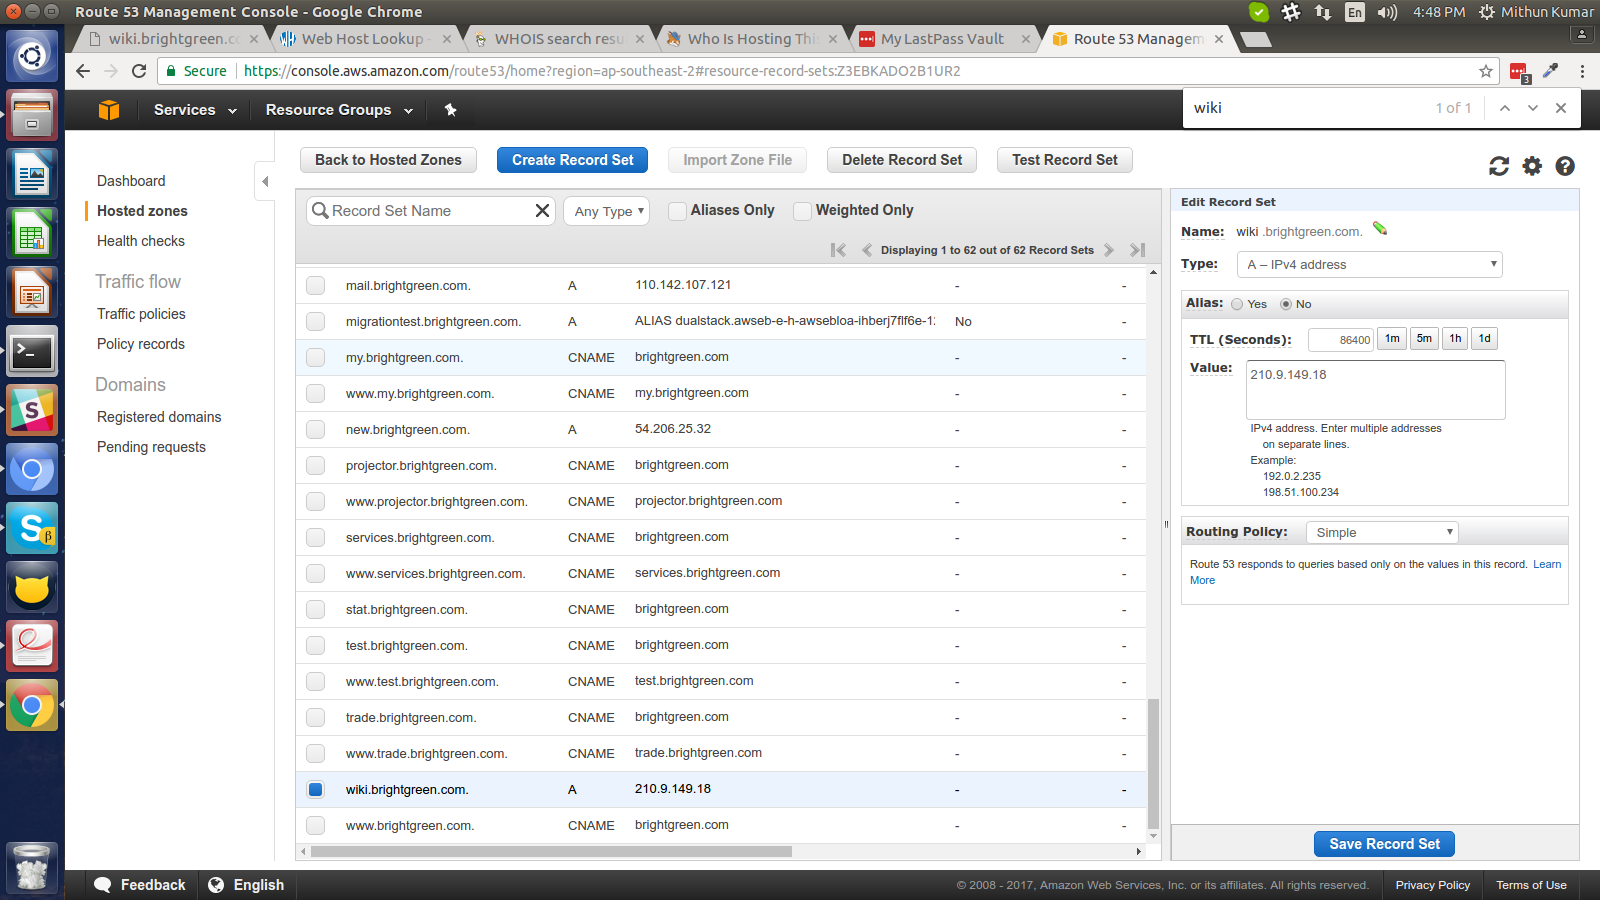 Route 53 Management Console - Google Chrome
En
4:48 PM
Mithun Kumar
wiki.brightgreen.c
Web Host Lookup -
WHOIS search resu
Who Is Hosting Thi
My LastPass Vault
Route 53 Managem
Secure
https://console.aws.amazon.com/route53/home?region=ap-southeast-2#resource-record-sets:Z3EBKADO2B1UR2
3
Services
Resource Groups
wiki
1 of 1
Dashboard
Hosted zones
Health checks
Traffic flow
Traffic policies
Policy records
Domains
Registered domains
Pending requests
Back to Hosted Zones
Create Record Set
Import Zone File
Delete Record Set
Test Record Set
Record Set Name
Any Type
Aliases Only
Weighted Only
Displaying 1 to 62 out of 62 Record Sets
mail.brightgreen.com. A 110.142.107.121 - -
migrationtest.brightgreen.com. A ALIAS dualstack.awseb-e-h-awsebloa-ihberj7flf6e-1 No -
my.brightgreen.com. CNAME brightgreen.com - -
www.my.brightgreen.com. CNAME my.brightgreen.com - -
new.brightgreen.com. A 54.206.25.32 - -
projector.brightgreen.com. CNAME brightgreen.com - -
www.projector.brightgreen.com. CNAME projector.brightgreen.com - -
services.brightgreen.com. CNAME brightgreen.com - -
www.services.brightgreen.com. CNAME services.brightgreen.com - -
stat.brightgreen.com. CNAME brightgreen.com - -
test.brightgreen.com. CNAME brightgreen.com - -
www.test.brightgreen.com. CNAME test.brightgreen.com - -
trade.brightgreen.com. CNAME brightgreen.com - -
www.trade.brightgreen.com. CNAME trade.brightgreen.com - -
wiki.brightgreen.com. A 210.9.149.18 - -
www.brightgreen.com. CNAME brightgreen.com - -
Edit Record Set
Name: wiki .brightgreen.com.
Type: A – IPv4 address
Alias: Yes No
TTL (Seconds): 86400 1m 5m 1h 1d
Value: 210.9.149.18
IPv4 address. Enter multiple addresses
on separate lines.
Example:
192.0.2.235
198.51.100.234
Routing Policy: Simple
Route 53 responds to queries based only on the values in this record. Learn
More
Save Record Set
Feedback
English
© 2008 - 2017, Amazon Web Services, Inc. or its affiliates. All rights reserved.
Privacy Policy
Terms of Use